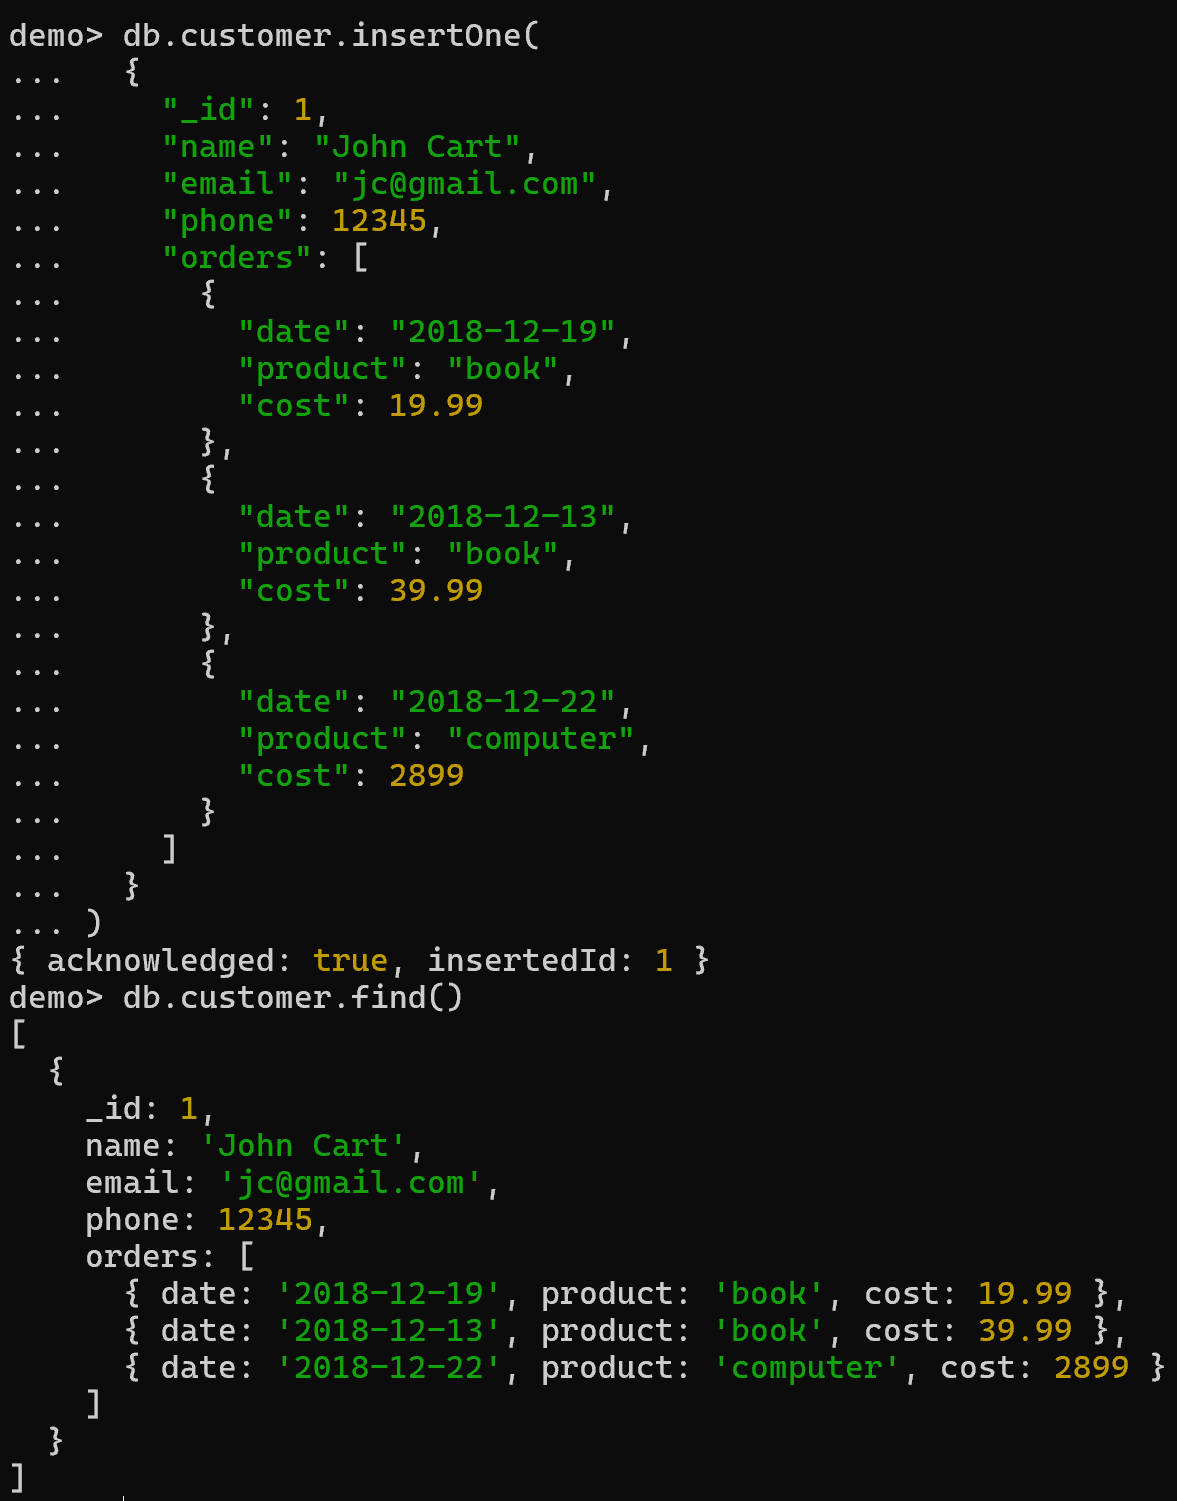 demo> db.customer.insertOne(
...   {
...     "_id": 1,
...     "name": "John Cart",
...     "email": "jc@gmail.com",
...     "phone": 12345,
...     "orders": [
...       {
...         "date": "2018-12-19",
...         "product": "book",
...         "cost": 19.99
...       },
...       {
...         "date": "2018-12-13",
...         "product": "book",
...         "cost": 39.99
...       },
...       {
...         "date": "2018-12-22",
...         "product": "computer",
...         "cost": 2899
...       }
...     ]
...   }
... )
{ acknowledged: true, insertedId: 1 }
demo> db.customer.find()
[
  {
    _id: 1,
    name: 'John Cart',
    email: 'jc@gmail.com',
    phone: 12345,
    orders: [
      { date: '2018-12-19', product: 'book', cost: 19.99 },
      { date: '2018-12-13', product: 'book', cost: 39.99 },
      { date: '2018-12-22', product: 'computer', cost: 2899 }
    ]
  }
]